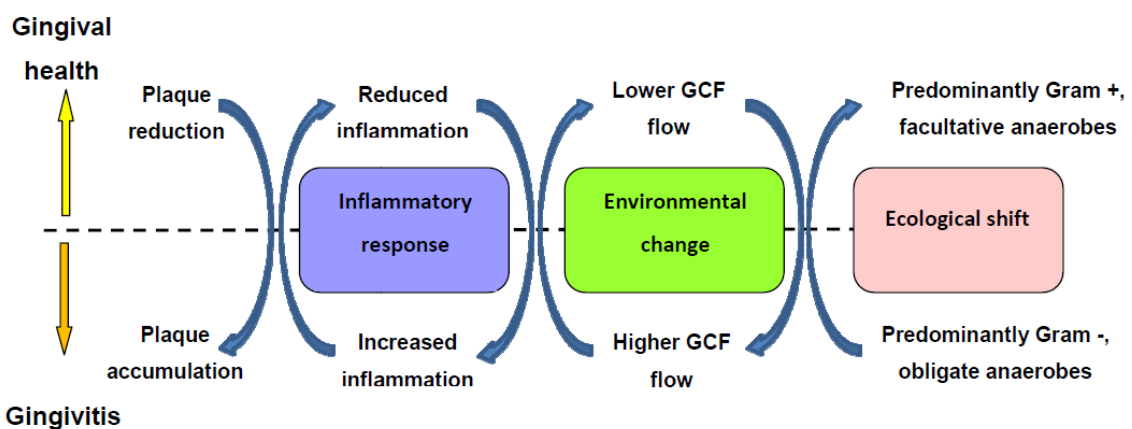 Gingival
health
Plaque
reduction
Reduced
inflammation
Lower GCF
flow
Predominantly Gram +,
facultative anaerobes
Inflammatory
response
Environmental
change
Ecological shift
Plaque
accumulation
Increased
inflammation
Higher GCF
flow
Predominantly Gram -,
obligate anaerobes
Gingivitis